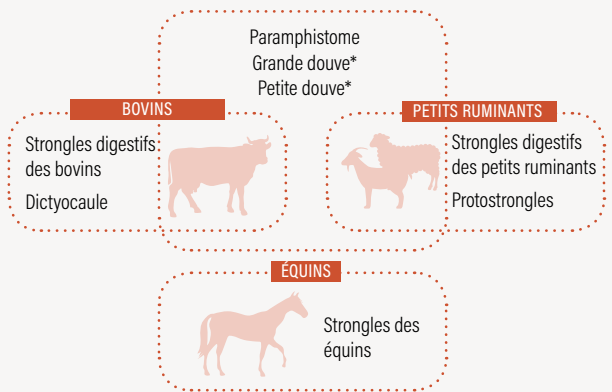 Paramphistome
Grande douve*
Petite douve*
BOVINS
Strongles digestifs
des bovins
Dictyocaule
PETITS RUMINANTS
Strongles digestifs
des petits ruminants
Protostrongles
ÉQUINS
Strongles des
équins